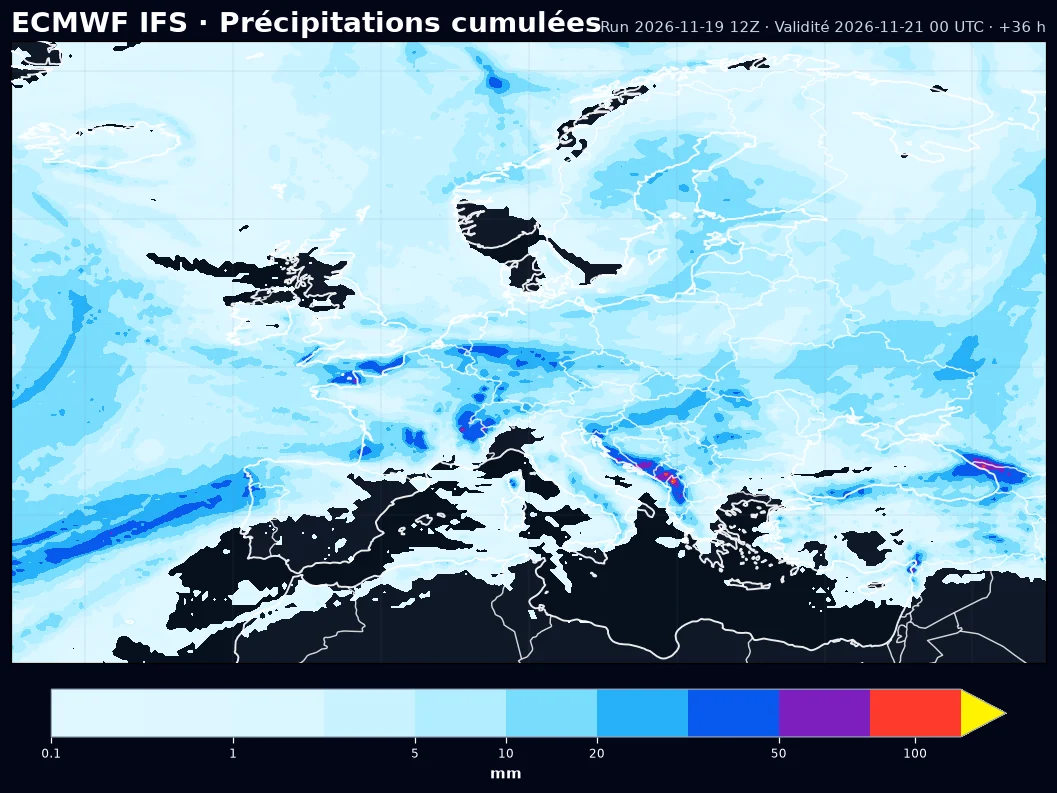 ECMWF IFS · Précipitations cumulées
Run 2026-11-19 12Z · Validité 2026-11-21 00 UTC · +36 h
0.1 1 5 10 20 50 100
mm